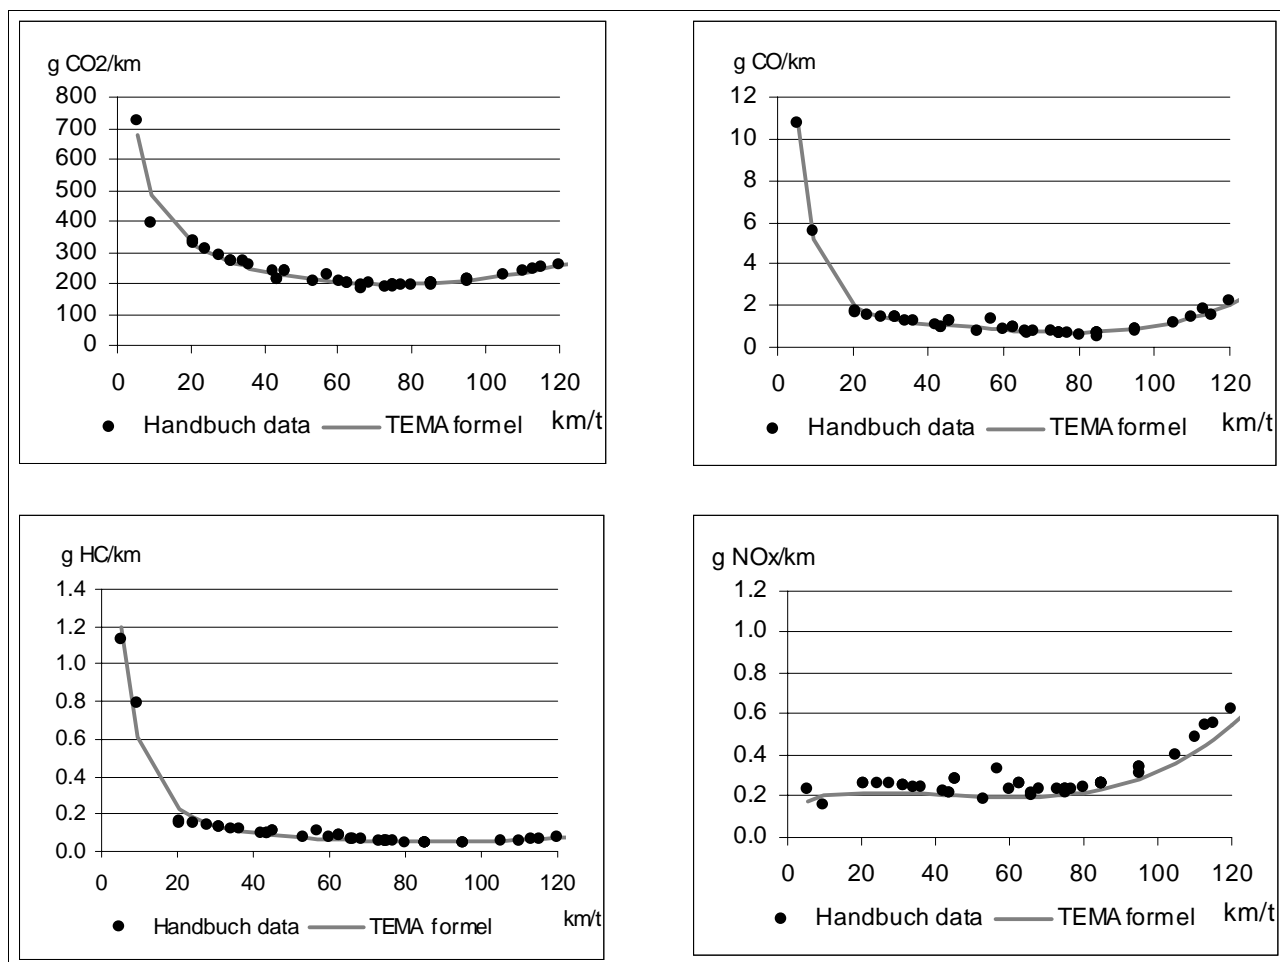 g CO2/km
800
700
600
500
400
300
200
100
0
0 20 40 60 80 100 120
Handbuch data TEMA formel km/t
g CO/km
12
10
8
6
4
2
0
0 20 40 60 80 100 120
Handbuch data TEMA formel km/t
g HC/km
1.4
1.2
1.0
0.8
0.6
0.4
0.2
0.0
0 20 40 60 80 100 120
Handbuch data TEMA formel km/t
g NOx/km
1.2
1.0
0.8
0.6
0.4
0.2
0.0
0 20 40 60 80 100 120
Handbuch data TEMA formel km/t